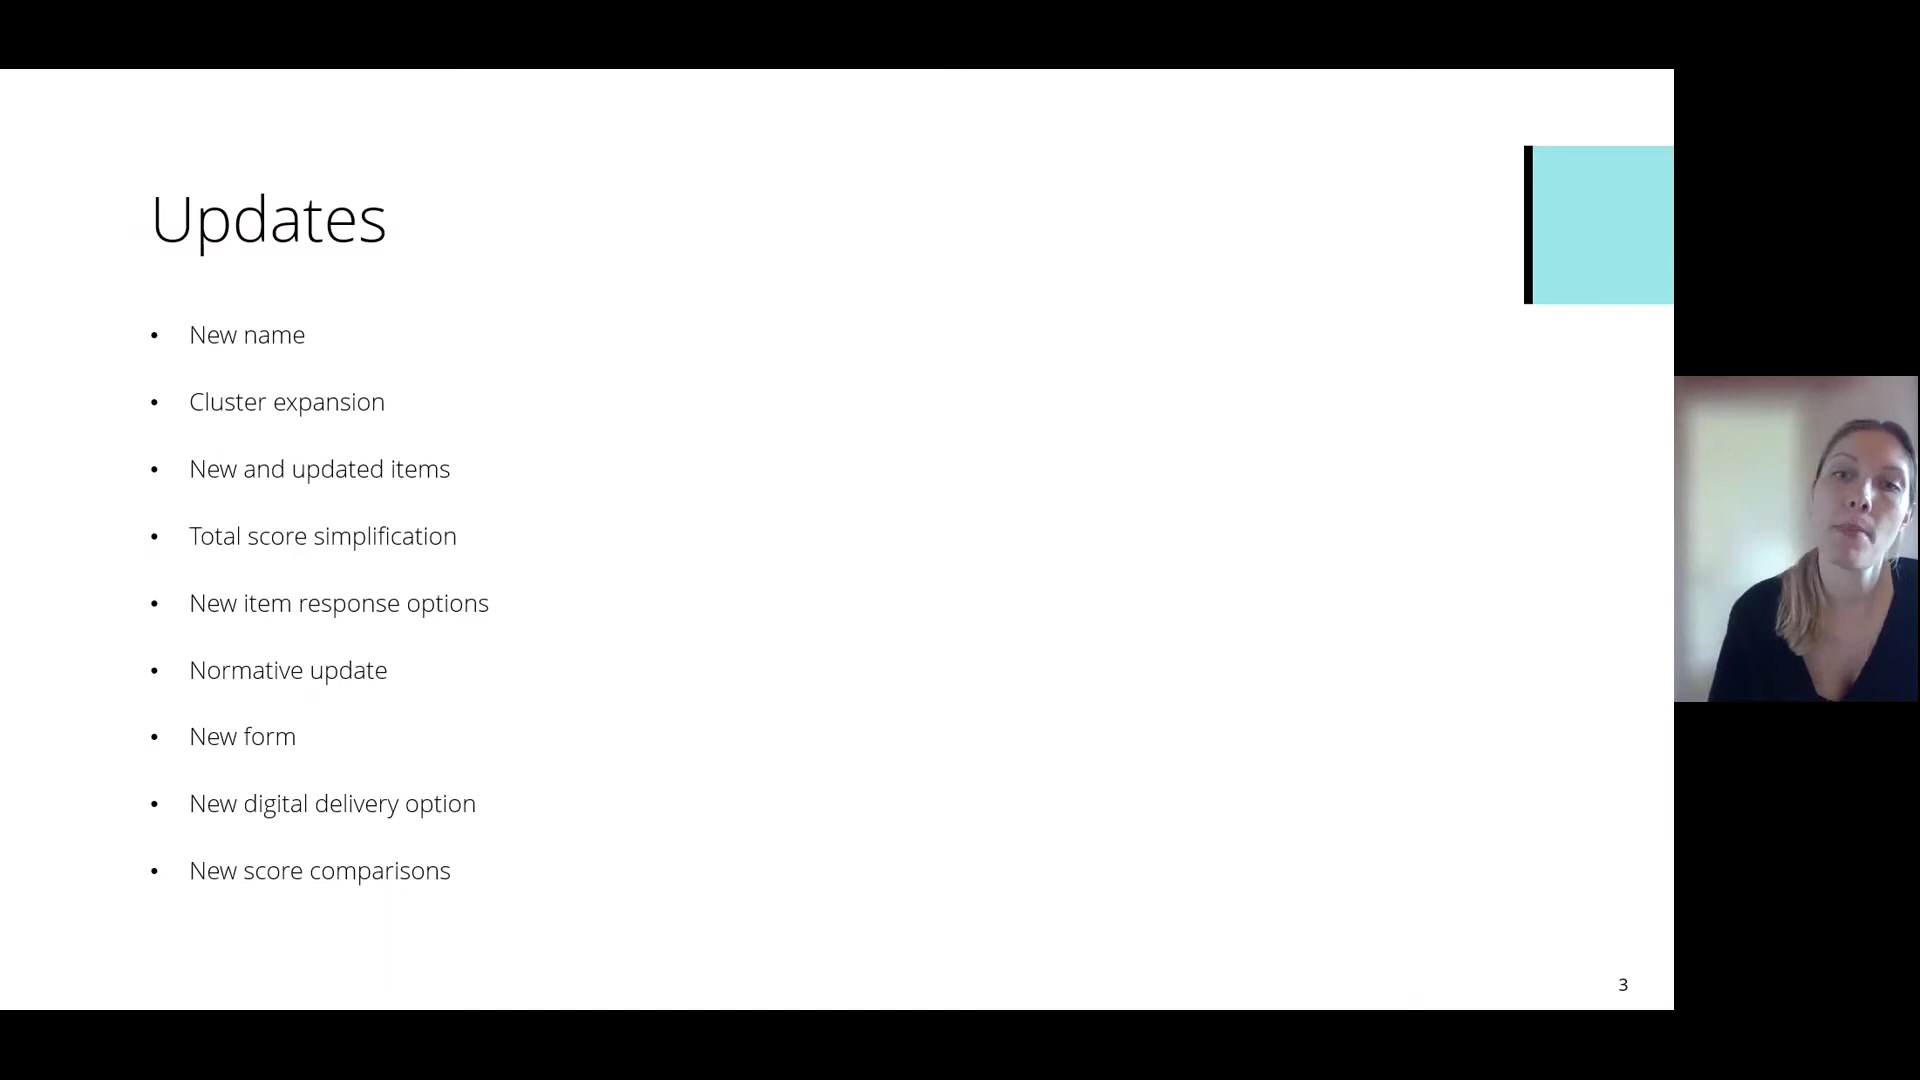 Updates
• New name
• Cluster expansion
• New and updated items
• Total score simplification
• New item response options
• Normative update
• New form
• New digital delivery option
• New score comparisons
3